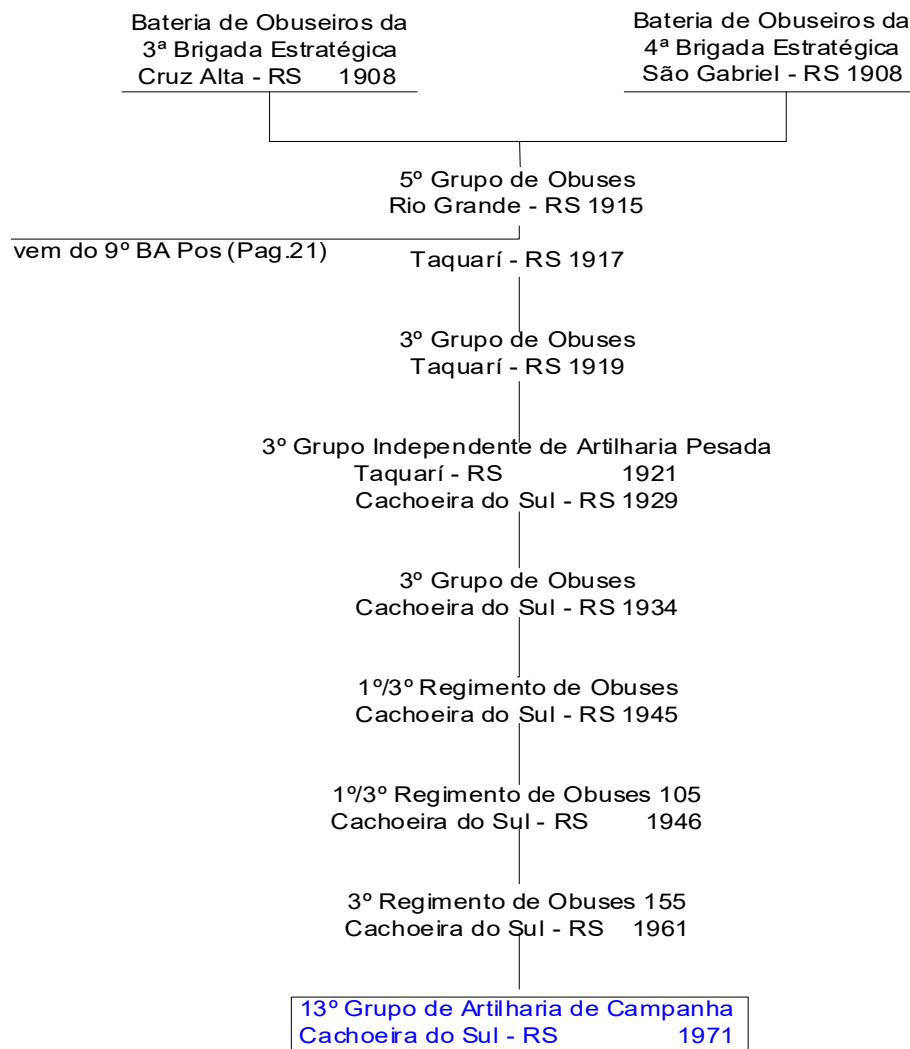 Bateria de Obuseiros da
3ª Brigada Estratégica
Cruz Alta - RS 1908
Bateria de Obuseiros da
4ª Brigada Estratégica
São Gabriel - RS 1908
5º Grupo de Obuses
Rio Grande - RS 1915
vem do 9º BA Pos (Pag.21)
Taquarí - RS 1917
3º Grupo de Obuses
Taquarí - RS 1919
3º Grupo Independente de Artilharia Pesada
Taquarí - RS 1921
Cachoeira do Sul - RS 1929
3º Grupo de Obuses
Cachoeira do Sul - RS 1934
1º/3º Regimento de Obuses
Cachoeira do Sul - RS 1945
1º/3º Regimento de Obuses 105
Cachoeira do Sul - RS 1946
3º Regimento de Obuses 155
Cachoeira do Sul - RS 1961
13º Grupo de Artilharia de Campanha
Cachoeira do Sul - RS 1971